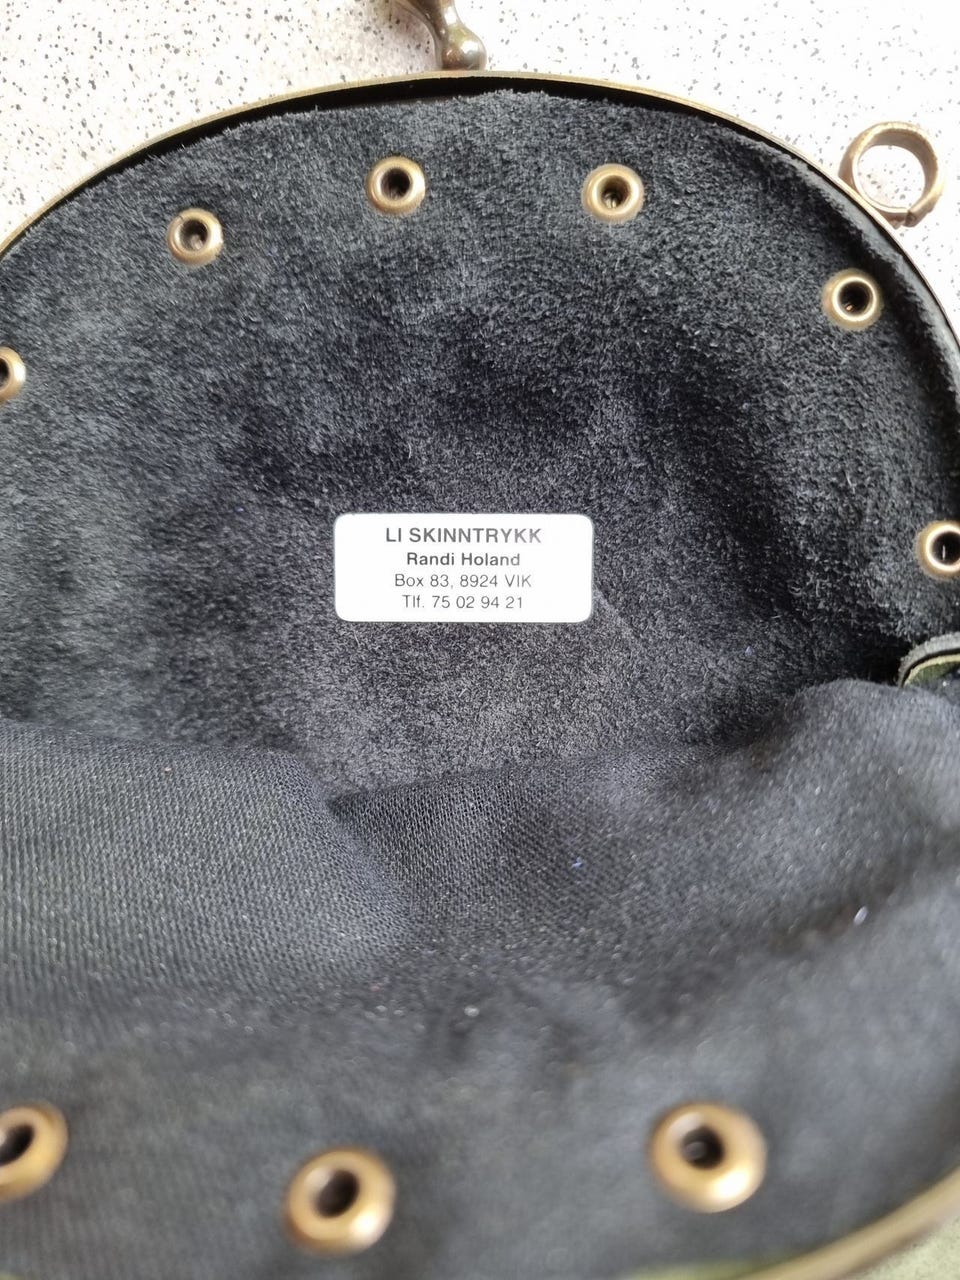 LI SKINNTRYKK
Randi Holand
Box 83, 8924 VIK
Tlf. 75 02 94 21